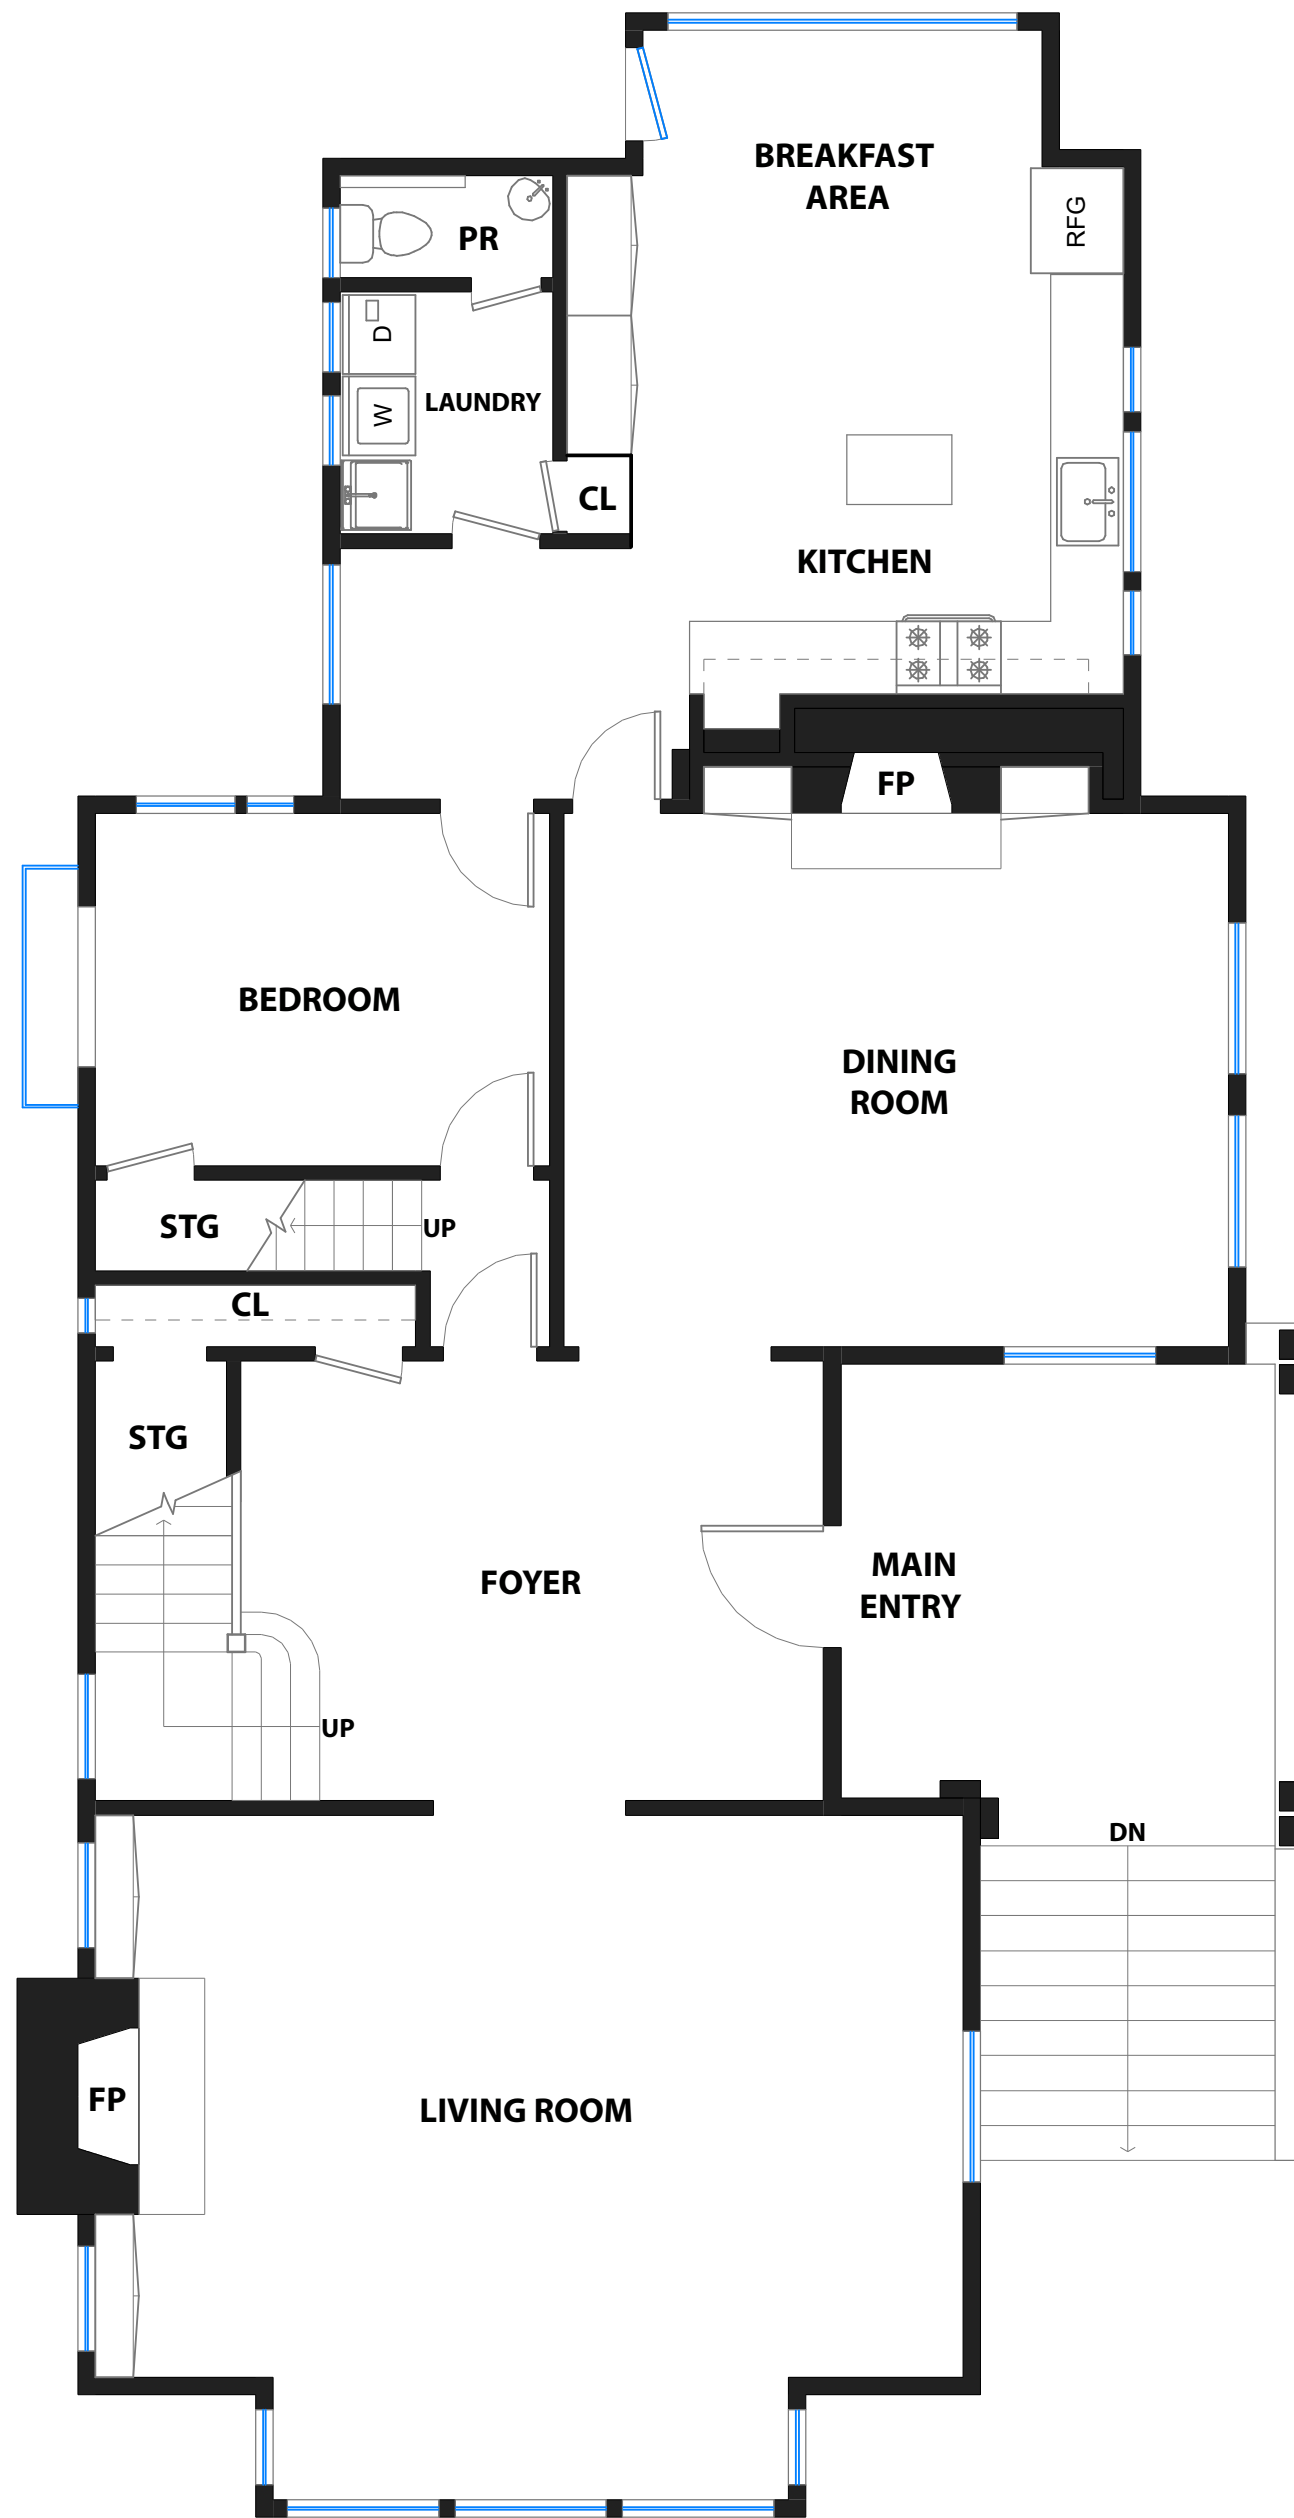 BREAKFAST
AREA
RFG
PR
D
LAUNDRY
W
CL
KITCHEN
FP
BEDROOM
DINING
ROOM
STG
UP
CL
STG
FOYER
MAIN
ENTRY
UP
DN
FP
LIVING ROOM